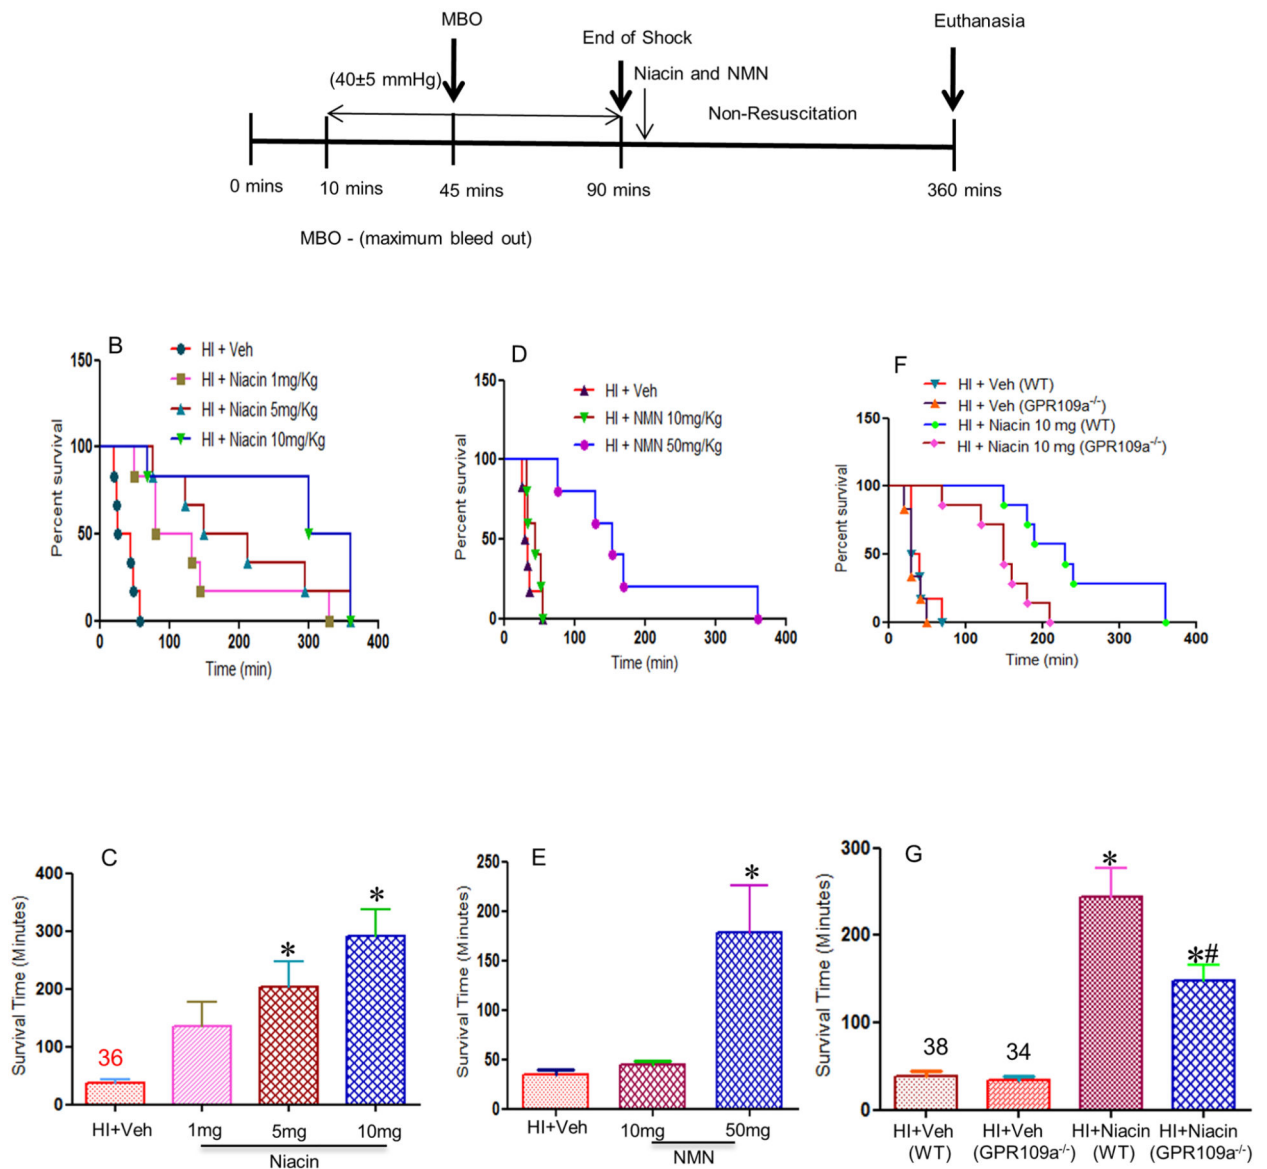 MBO
Euthanasia
End of Shock
(40±5 mmHg)
Niacin and NMN
Non-Resuscitation
0 mins
10 mins
45 mins
90 mins
360 mins
MBO - (maximum bleed out)
B
HI + Veh
HI + Niacin 1mg/Kg
HI + Niacin 5mg/Kg
HI + Niacin 10mg/Kg
150
100
50
0
Percent survival
0 100 200 300 400
Time (min)
D
HI + Veh
HI + NMN 10mg/Kg
HI + NMN 50mg/Kg
150
100
50
0
Percent survival
0 100 200 300 400
Time (min)
F
HI + Veh (WT)
HI + Veh (GPR109a-/-)
HI + Niacin 10 mg (WT)
HI + Niacin 10 mg (GPR109a-/-)
150
100
50
0
Percent survival
0 100 200 300 400
Time (min)
C
400
300
200
100
0
Survival Time (Minutes)
36
*
*
HI+Veh 1mg 5mg 10mg
Niacin
E
250
200
150
100
50
0
Survival Time (Minutes)
*
HI+Veh 10mg 50mg
NMN
G
300
200
100
0
Survival Time (Minutes)
38
34
*
*#
HI+Veh HI+Veh HI+Niacin HI+Niacin
(WT) (GPR109a-/-) (WT) (GPR109a-/-)